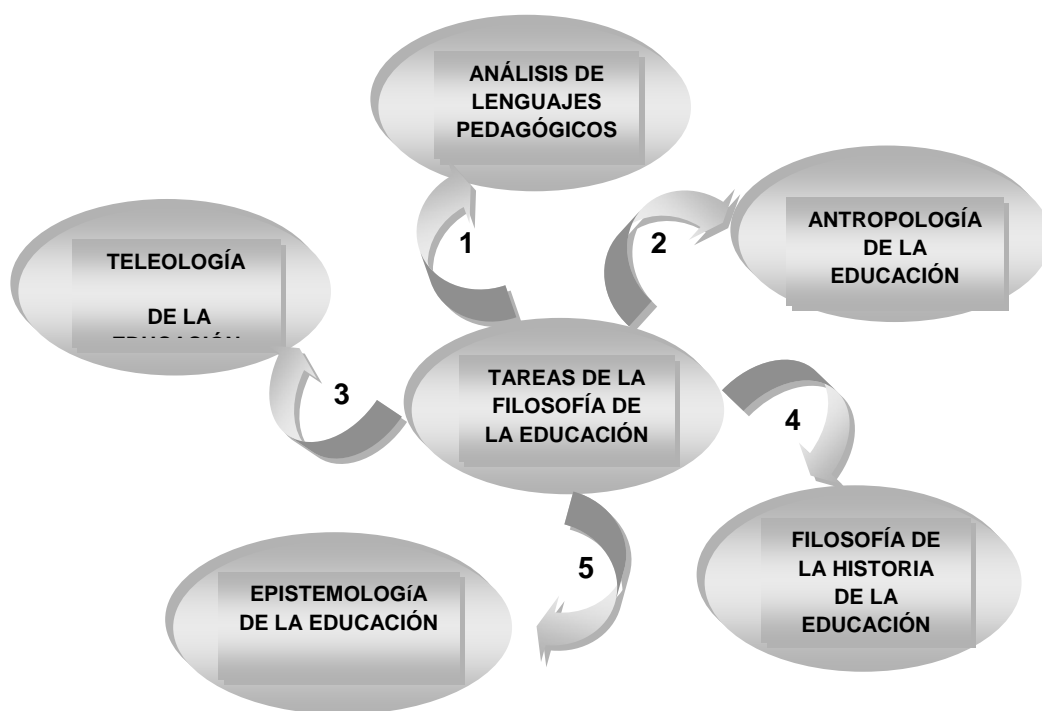 ANÁLISIS DE
LENGUAJES
PEDAGÓGICOS
1
2
ANTROPOLOGÍA
DE LA
EDUCACIÓN
TELEOLOGÍA
DE LA
EDUCACIÓN
3
TAREAS DE LA
FILOSOFÍA DE
LA EDUCACIÓN
4
5
EPISTEMOLOGíA
DE LA EDUCACIÓN
FILOSOFÍA DE
LA HISTORIA
DE LA
EDUCACIÓN